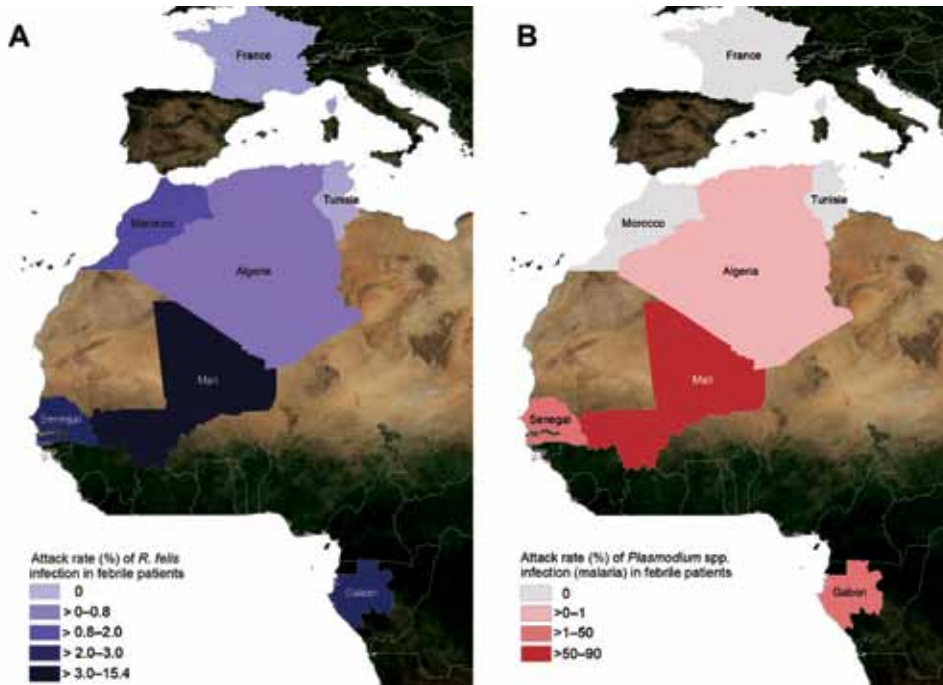 A
France
Morocco
Tunisia
Algeria
Mali
Senegal
Gabon
Attack rate (%) of R. felis
infection in febrile patients
0
> 0–0.8
> 0.8–2.0
> 2.0–3.0
> 3.0–15.4
B
France
Morocco
Tunisia
Algeria
Mali
Senegal
Gabon
Attack rate (%) of Plasmodium spp.
infection (malaria) in febrile patients
0
>0–1
>1–50
>50–90